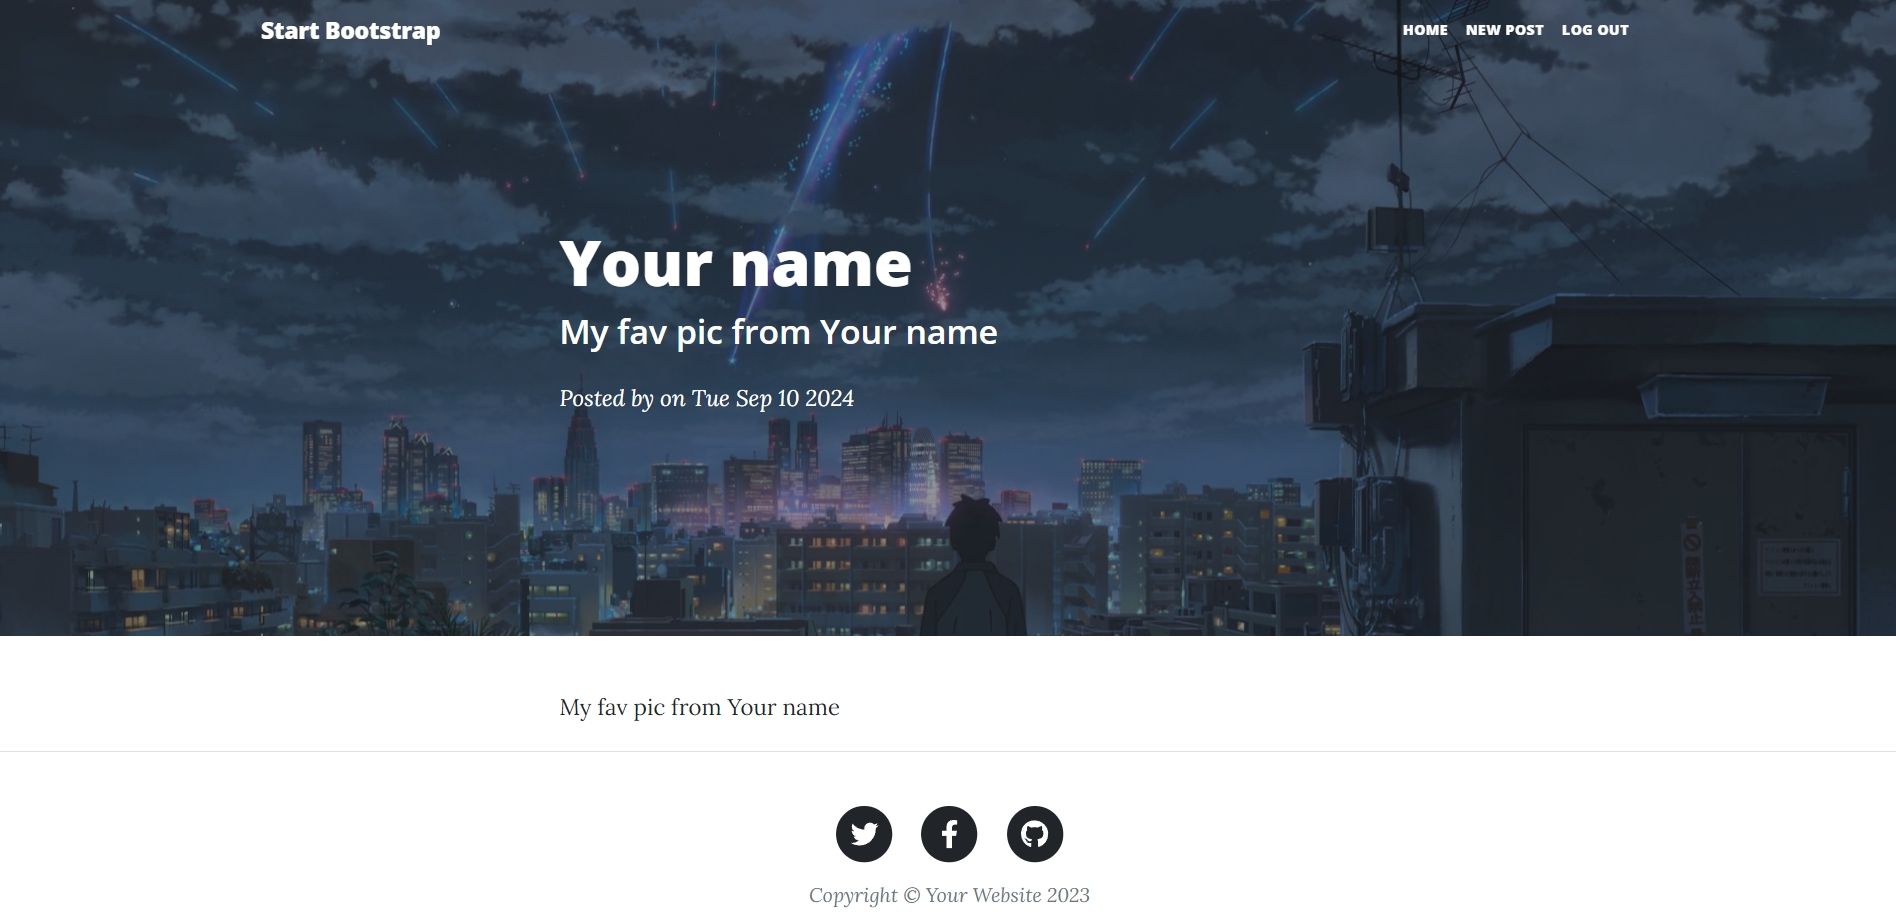 Start Bootstrap
HOME NEW POST LOG OUT
Your name
My fav pic from Your name
Posted by on Tue Sep 10 2024
My fav pic from Your name
Copyright © Your Website 2023